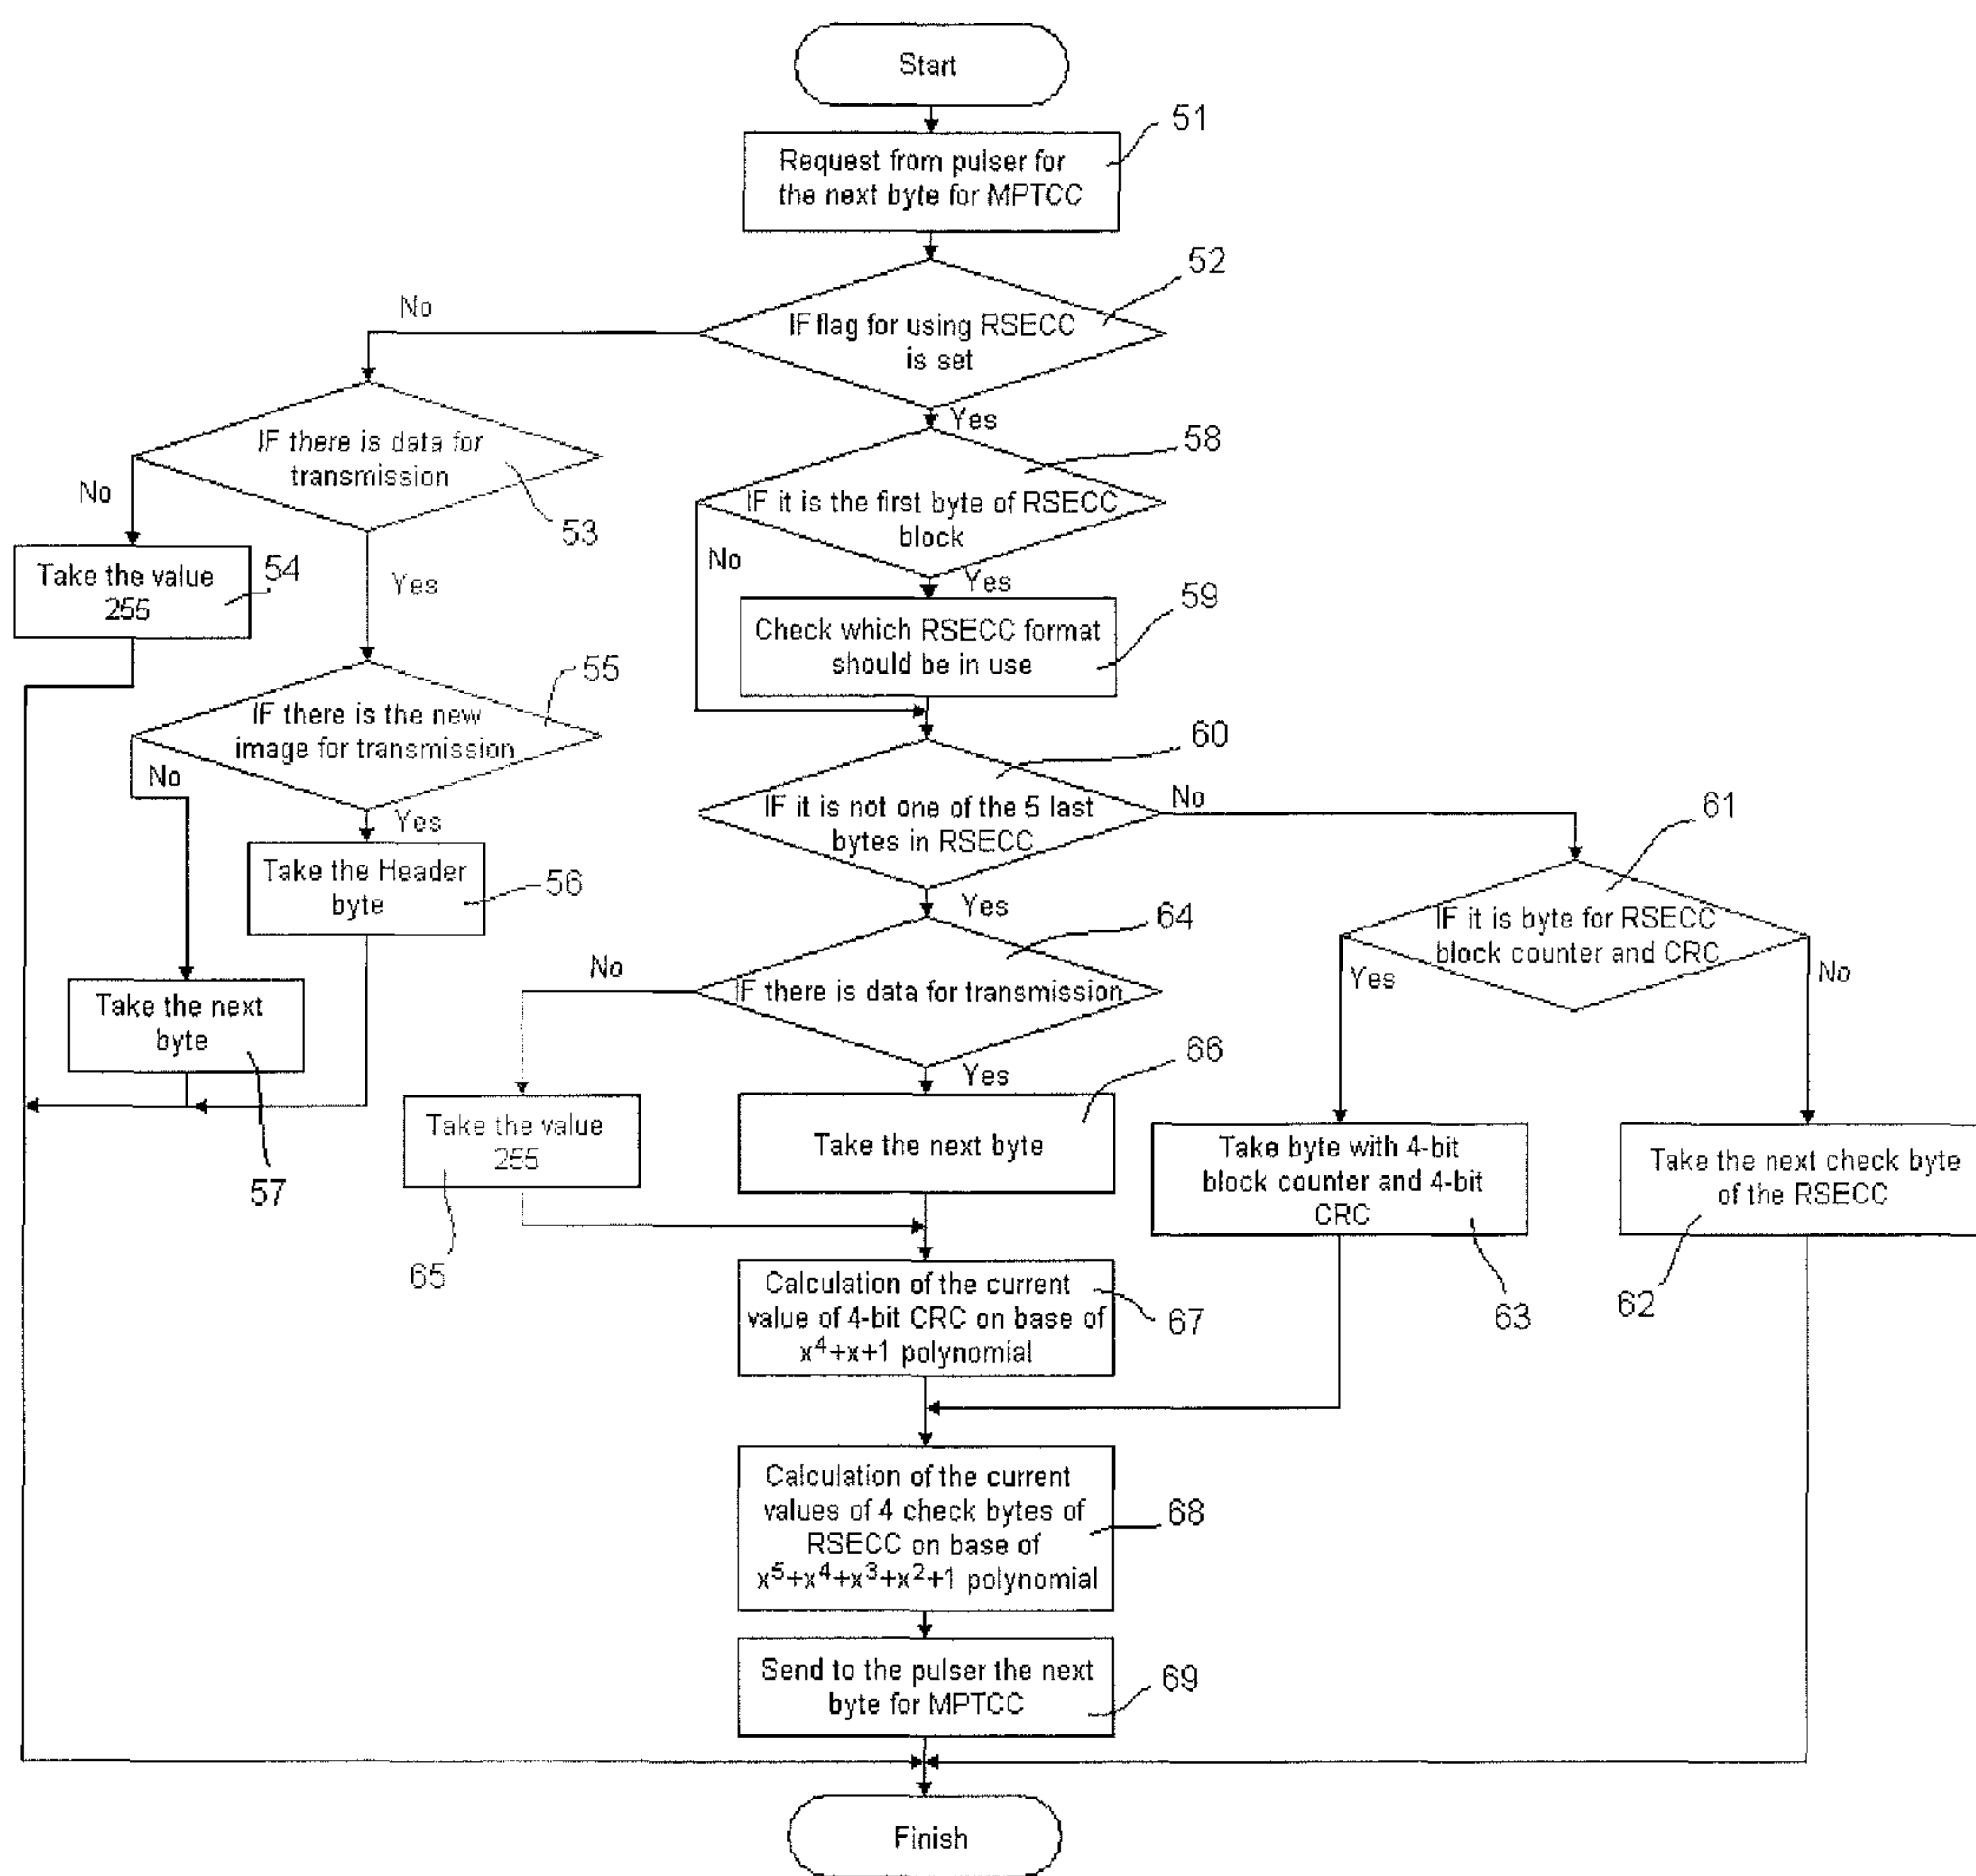 Start
51
Request from pulser for
the next byte for MPTCC
52
No
IF flag for using RSECC
is set
Yes
IF there is data for
transmission
53
No
Yes
58
IF it is the first byte of RSECC
block
No
Yes
54
Take the value
255
59
Check which RSECC format
should be in use
55
IF there is the new
image for transmission
No
Yes
60
IF it is not one of the 5 last
bytes in RSECC
No
Yes
61
IF it is byte for RSECC
block counter and CRC
Yes
No
Take the Header
byte
56
64
No
IF there is data for transmission
Yes
Take the next
byte
57
66
Take the value
255
65
Take the next byte
Take byte with 4-bit
block counter and 4-bit
CRC
63
Take the next check byte
of the RSECC
62
Calculation of the current
value of 4-bit CRC on base of
x⁴+x+1 polynomial
67
Calculation of the current
values of 4 check bytes of
RSECC on base of
x⁵+x⁴+x³+x²+1 polynomial
68
Send to the pulser the next
byte for MPTCC
69
Finish